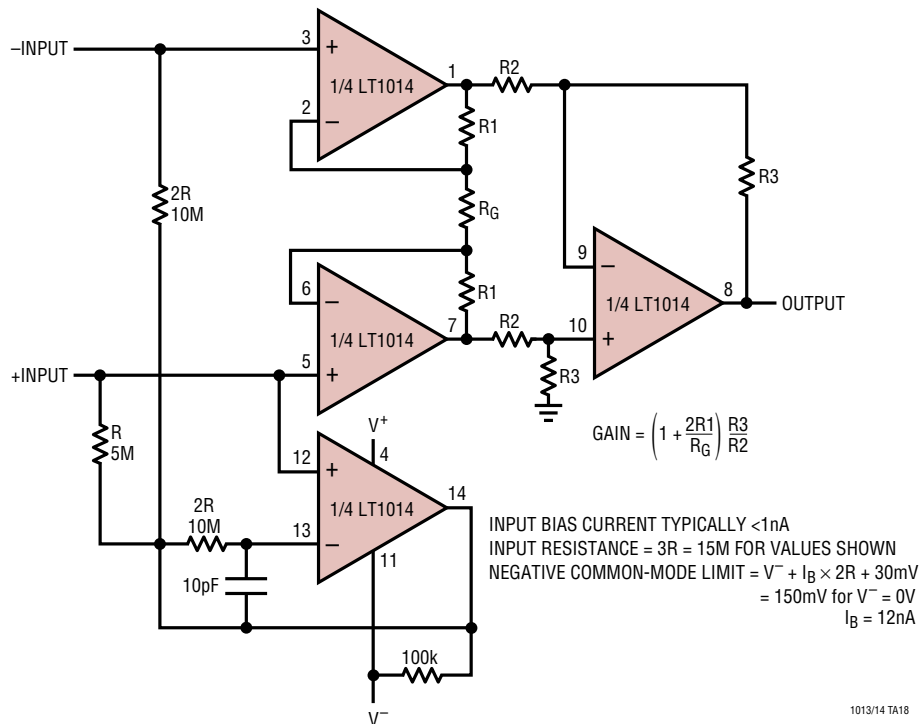 –INPUT
3
+
1/4 LT1014
2
–
1
R2
R1
2R
10M
RG
R3
6
–
R1
1/4 LT1014
5
+
7
R2
9
–
1/4 LT1014
10
+
8
OUTPUT
R3
+INPUT
R
5M
V+
4
12
+
1/4 LT1014
14
2R
10M
13
–
11
10pF
100k
V–
GAIN = (1 + 2R1/RG) R3/R2
INPUT BIAS CURRENT TYPICALLY <1nA
INPUT RESISTANCE = 3R = 15M FOR VALUES SHOWN
NEGATIVE COMMON-MODE LIMIT = V– + IB × 2R + 30mV
= 150mV for V– = 0V
IB = 12nA
1013/14 TA18